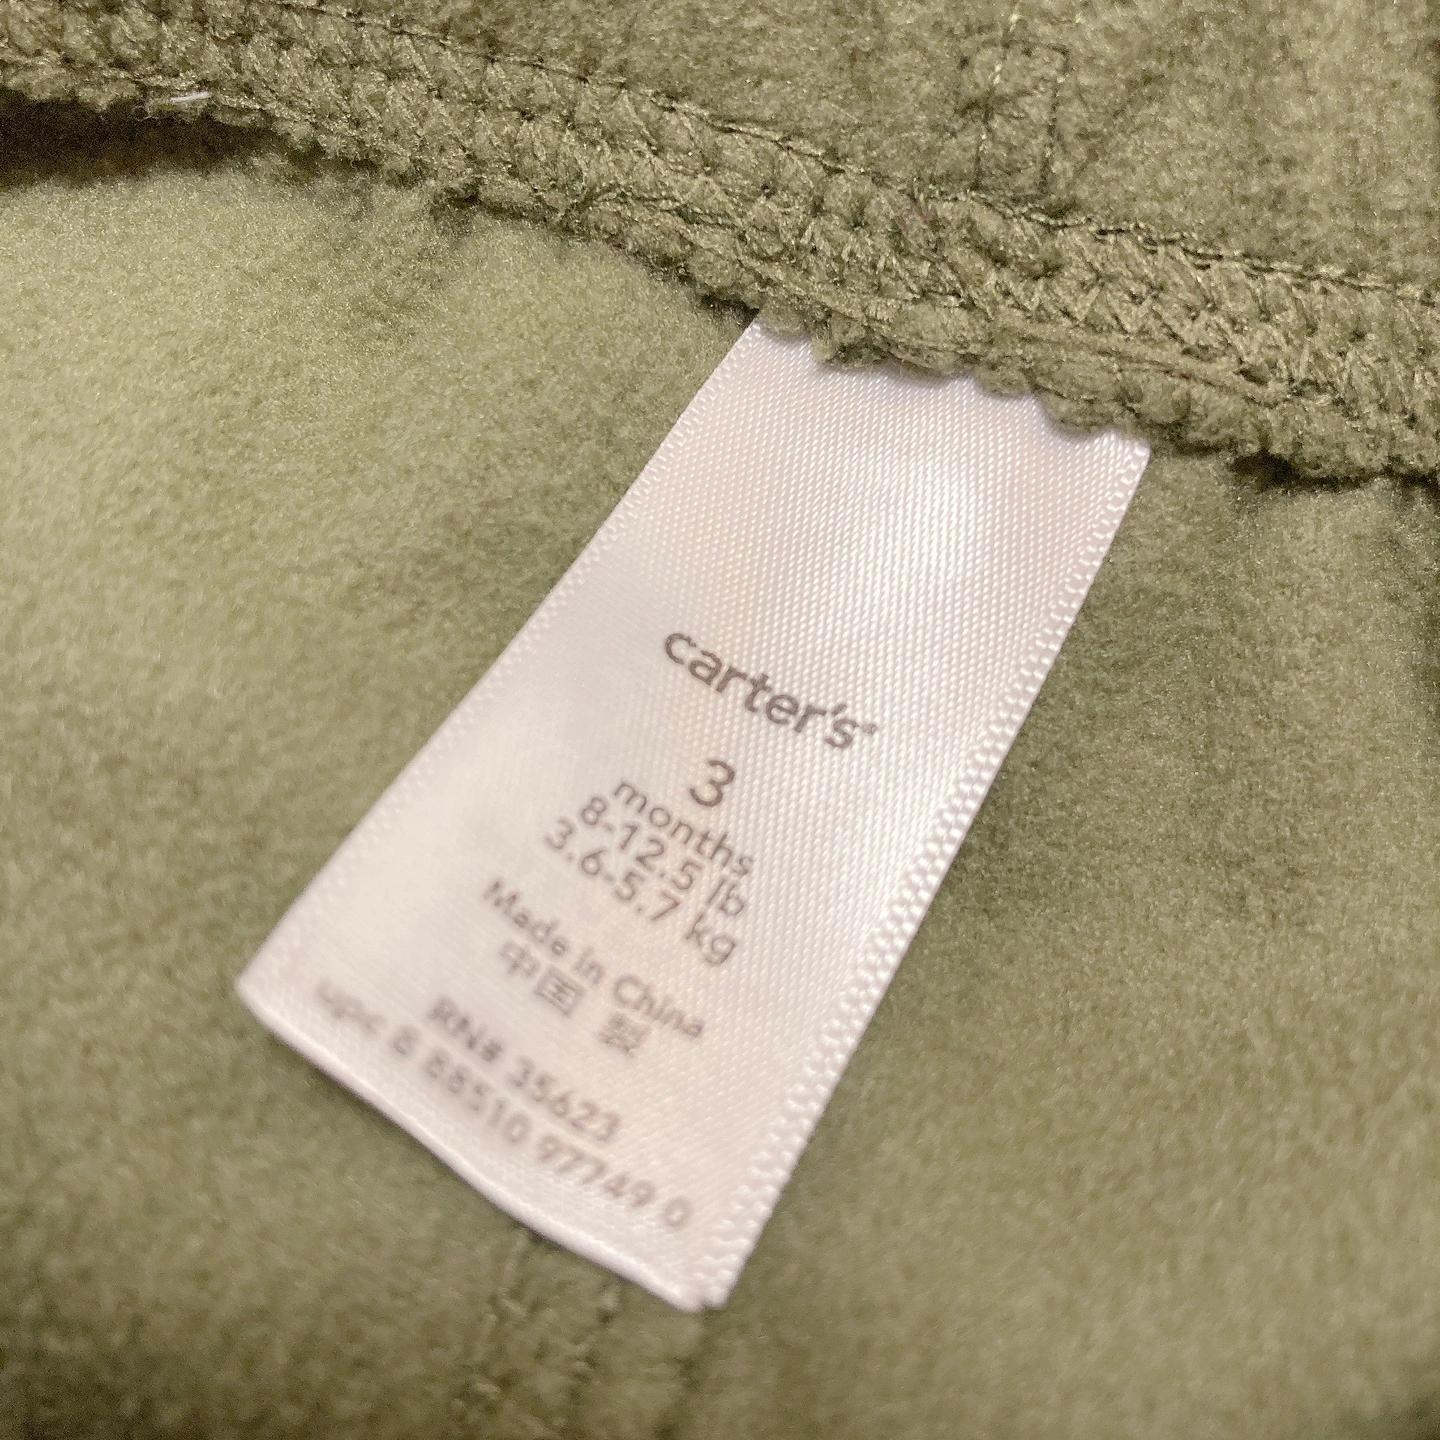 carter's®
3
months
8-12.5 lb
3.6-5.7 kg
Made in China
中国 製
RN# 35623
upc 8 88510 97749 0